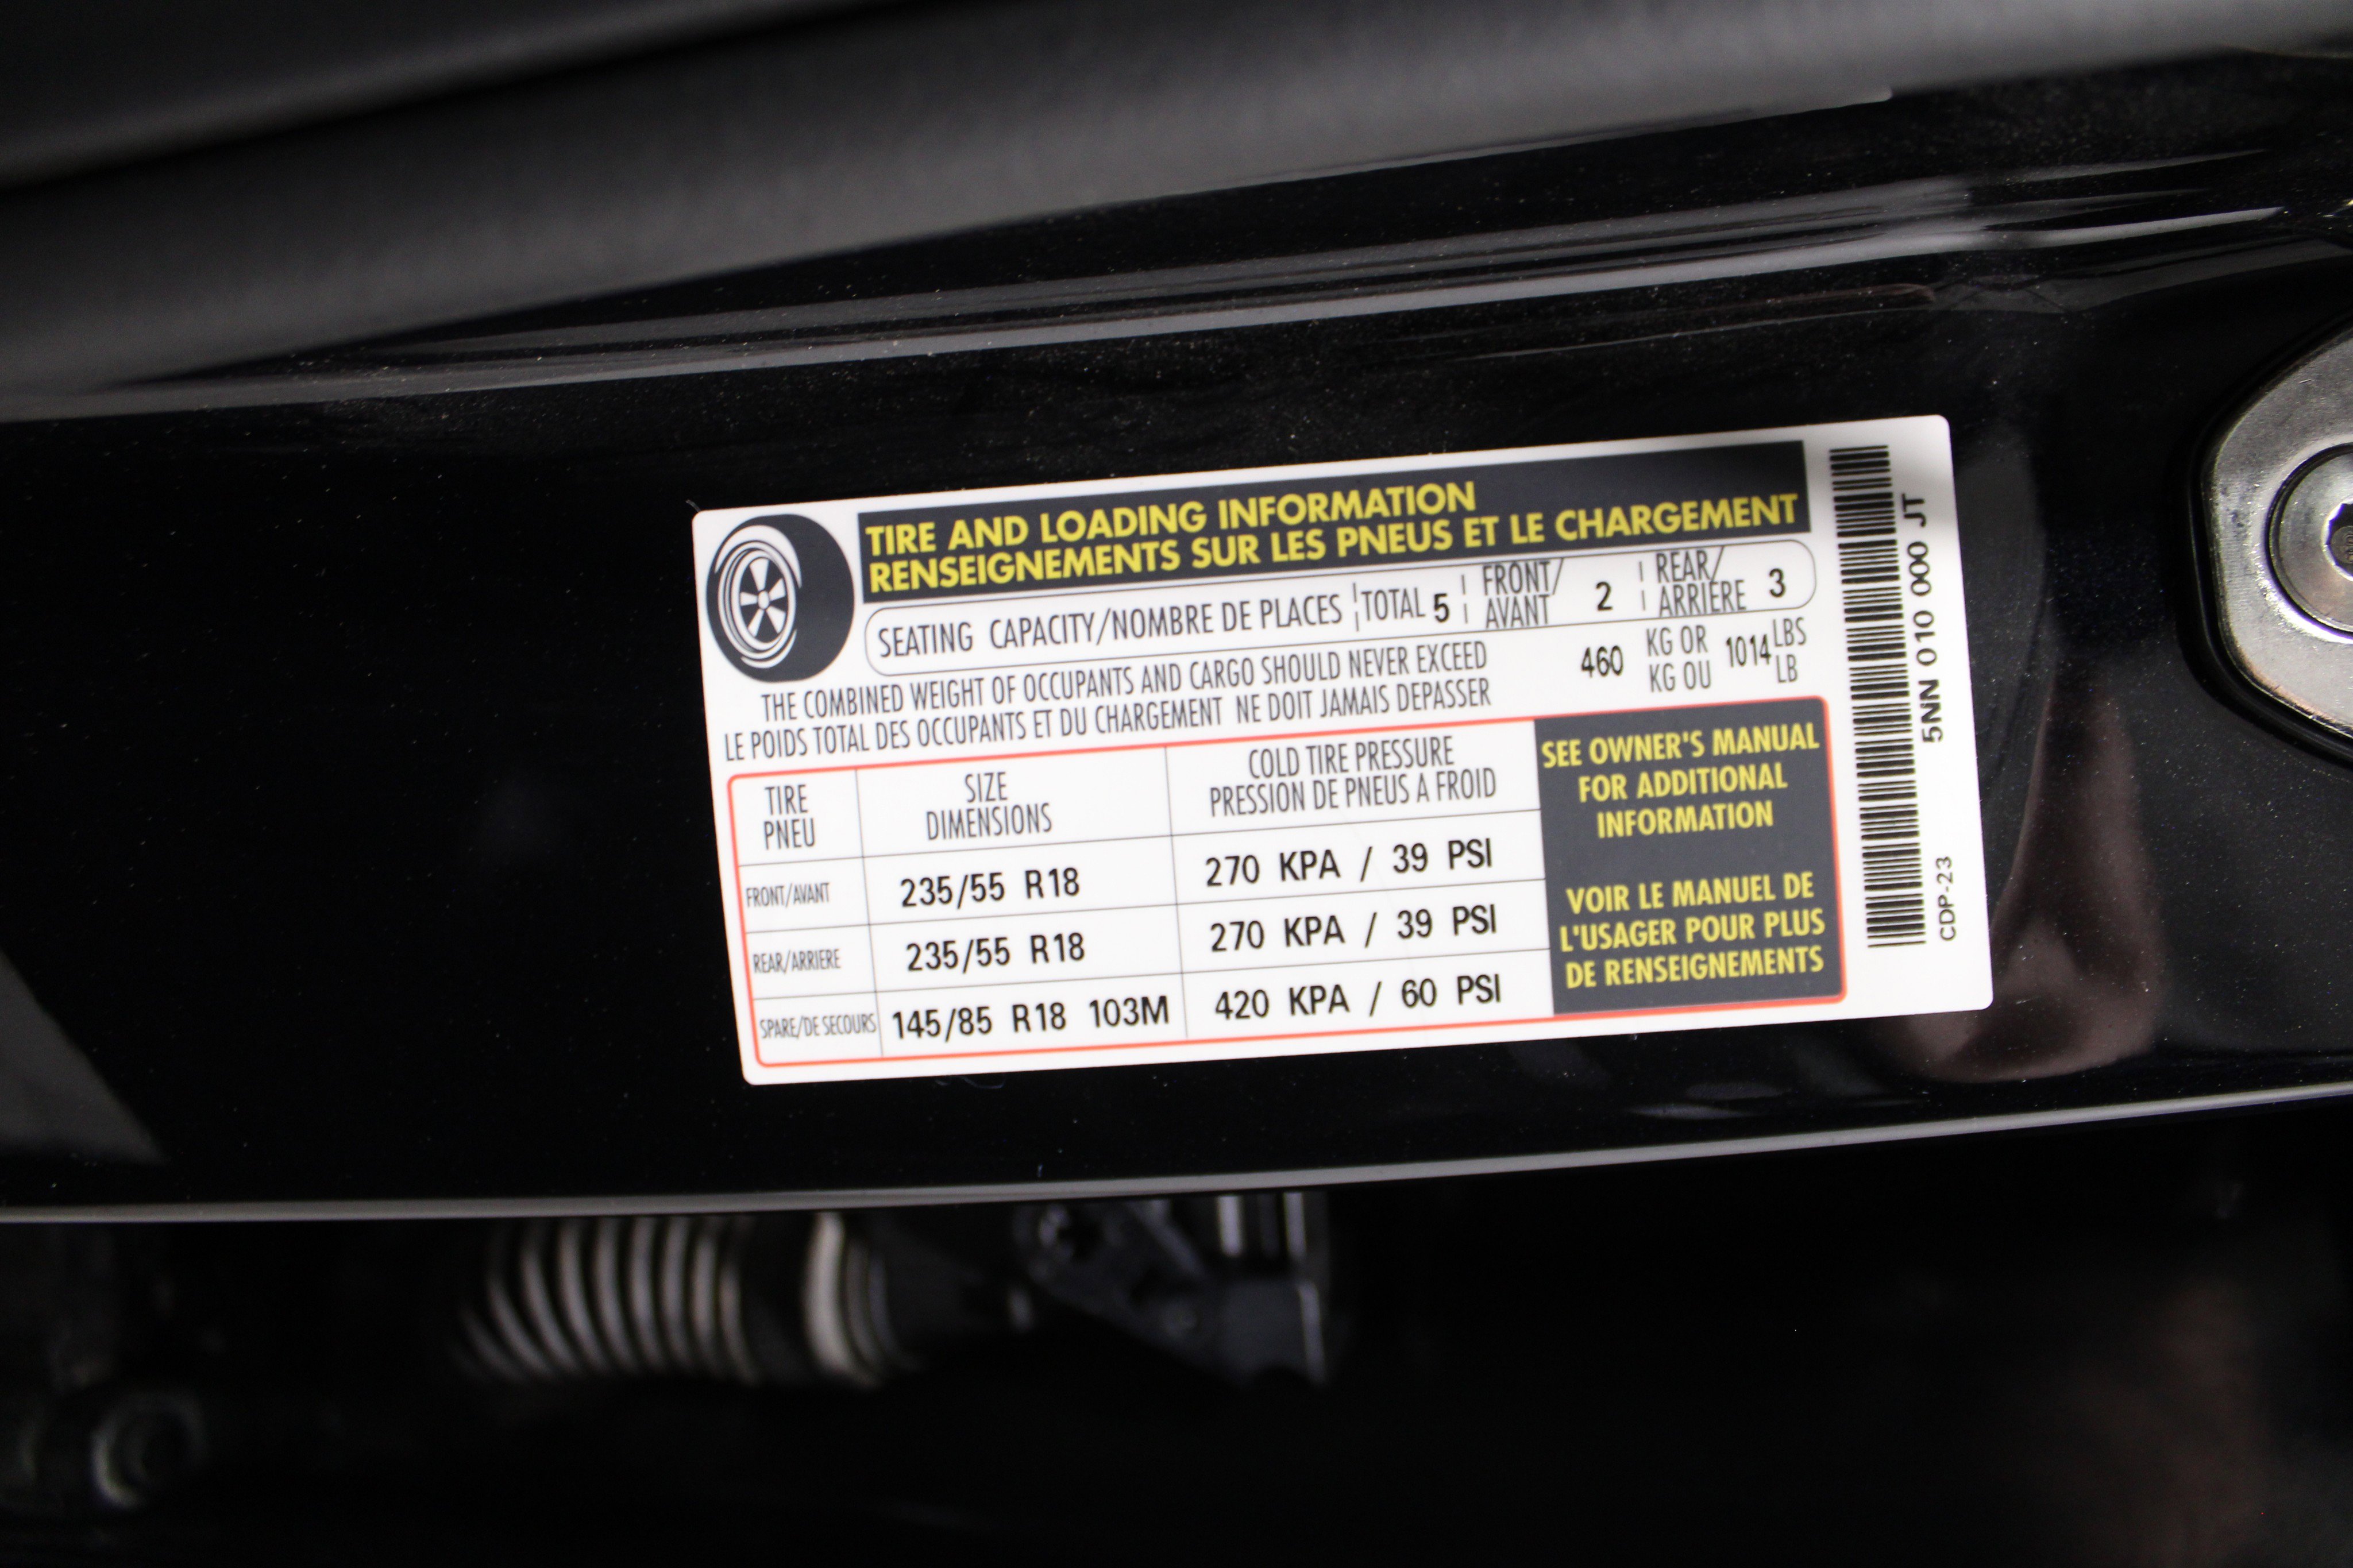 TIRE AND LOADING INFORMATION
RENSEIGNEMENTS SUR LES PNEUS ET LE CHARGEMENT
SEATING CAPACITY/NOMBRE DE PLACES TOTAL 5 FRONT/ AVANT 2 REAR/ ARRIÈRE 3
THE COMBINED WEIGHT OF OCCUPANTS AND CARGO SHOULD NEVER EXCEED
LE POIDS TOTAL DES OCCUPANTS ET DU CHARGEMENT NE DOIT JAMAIS DEPASSER
460 KG OR KG OU 1014 LBS LB
TIRE
PNEU
SIZE
DIMENSIONS
COLD TIRE PRESSURE
PRESSION DE PNEUS A FROID
FRONT/AVANT 235/55 R18 270 KPA / 39 PSI
REAR/ARRIERE 235/55 R18 270 KPA / 39 PSI
SPARE/DE SECOURS 145/85 R18 103M 420 KPA / 60 PSI
SEE OWNER'S MANUAL
FOR ADDITIONAL
INFORMATION
VOIR LE MANUEL DE
L'USAGER POUR PLUS
DE RENSEIGNEMENTS
5NN 010 000 JT
CDP-23